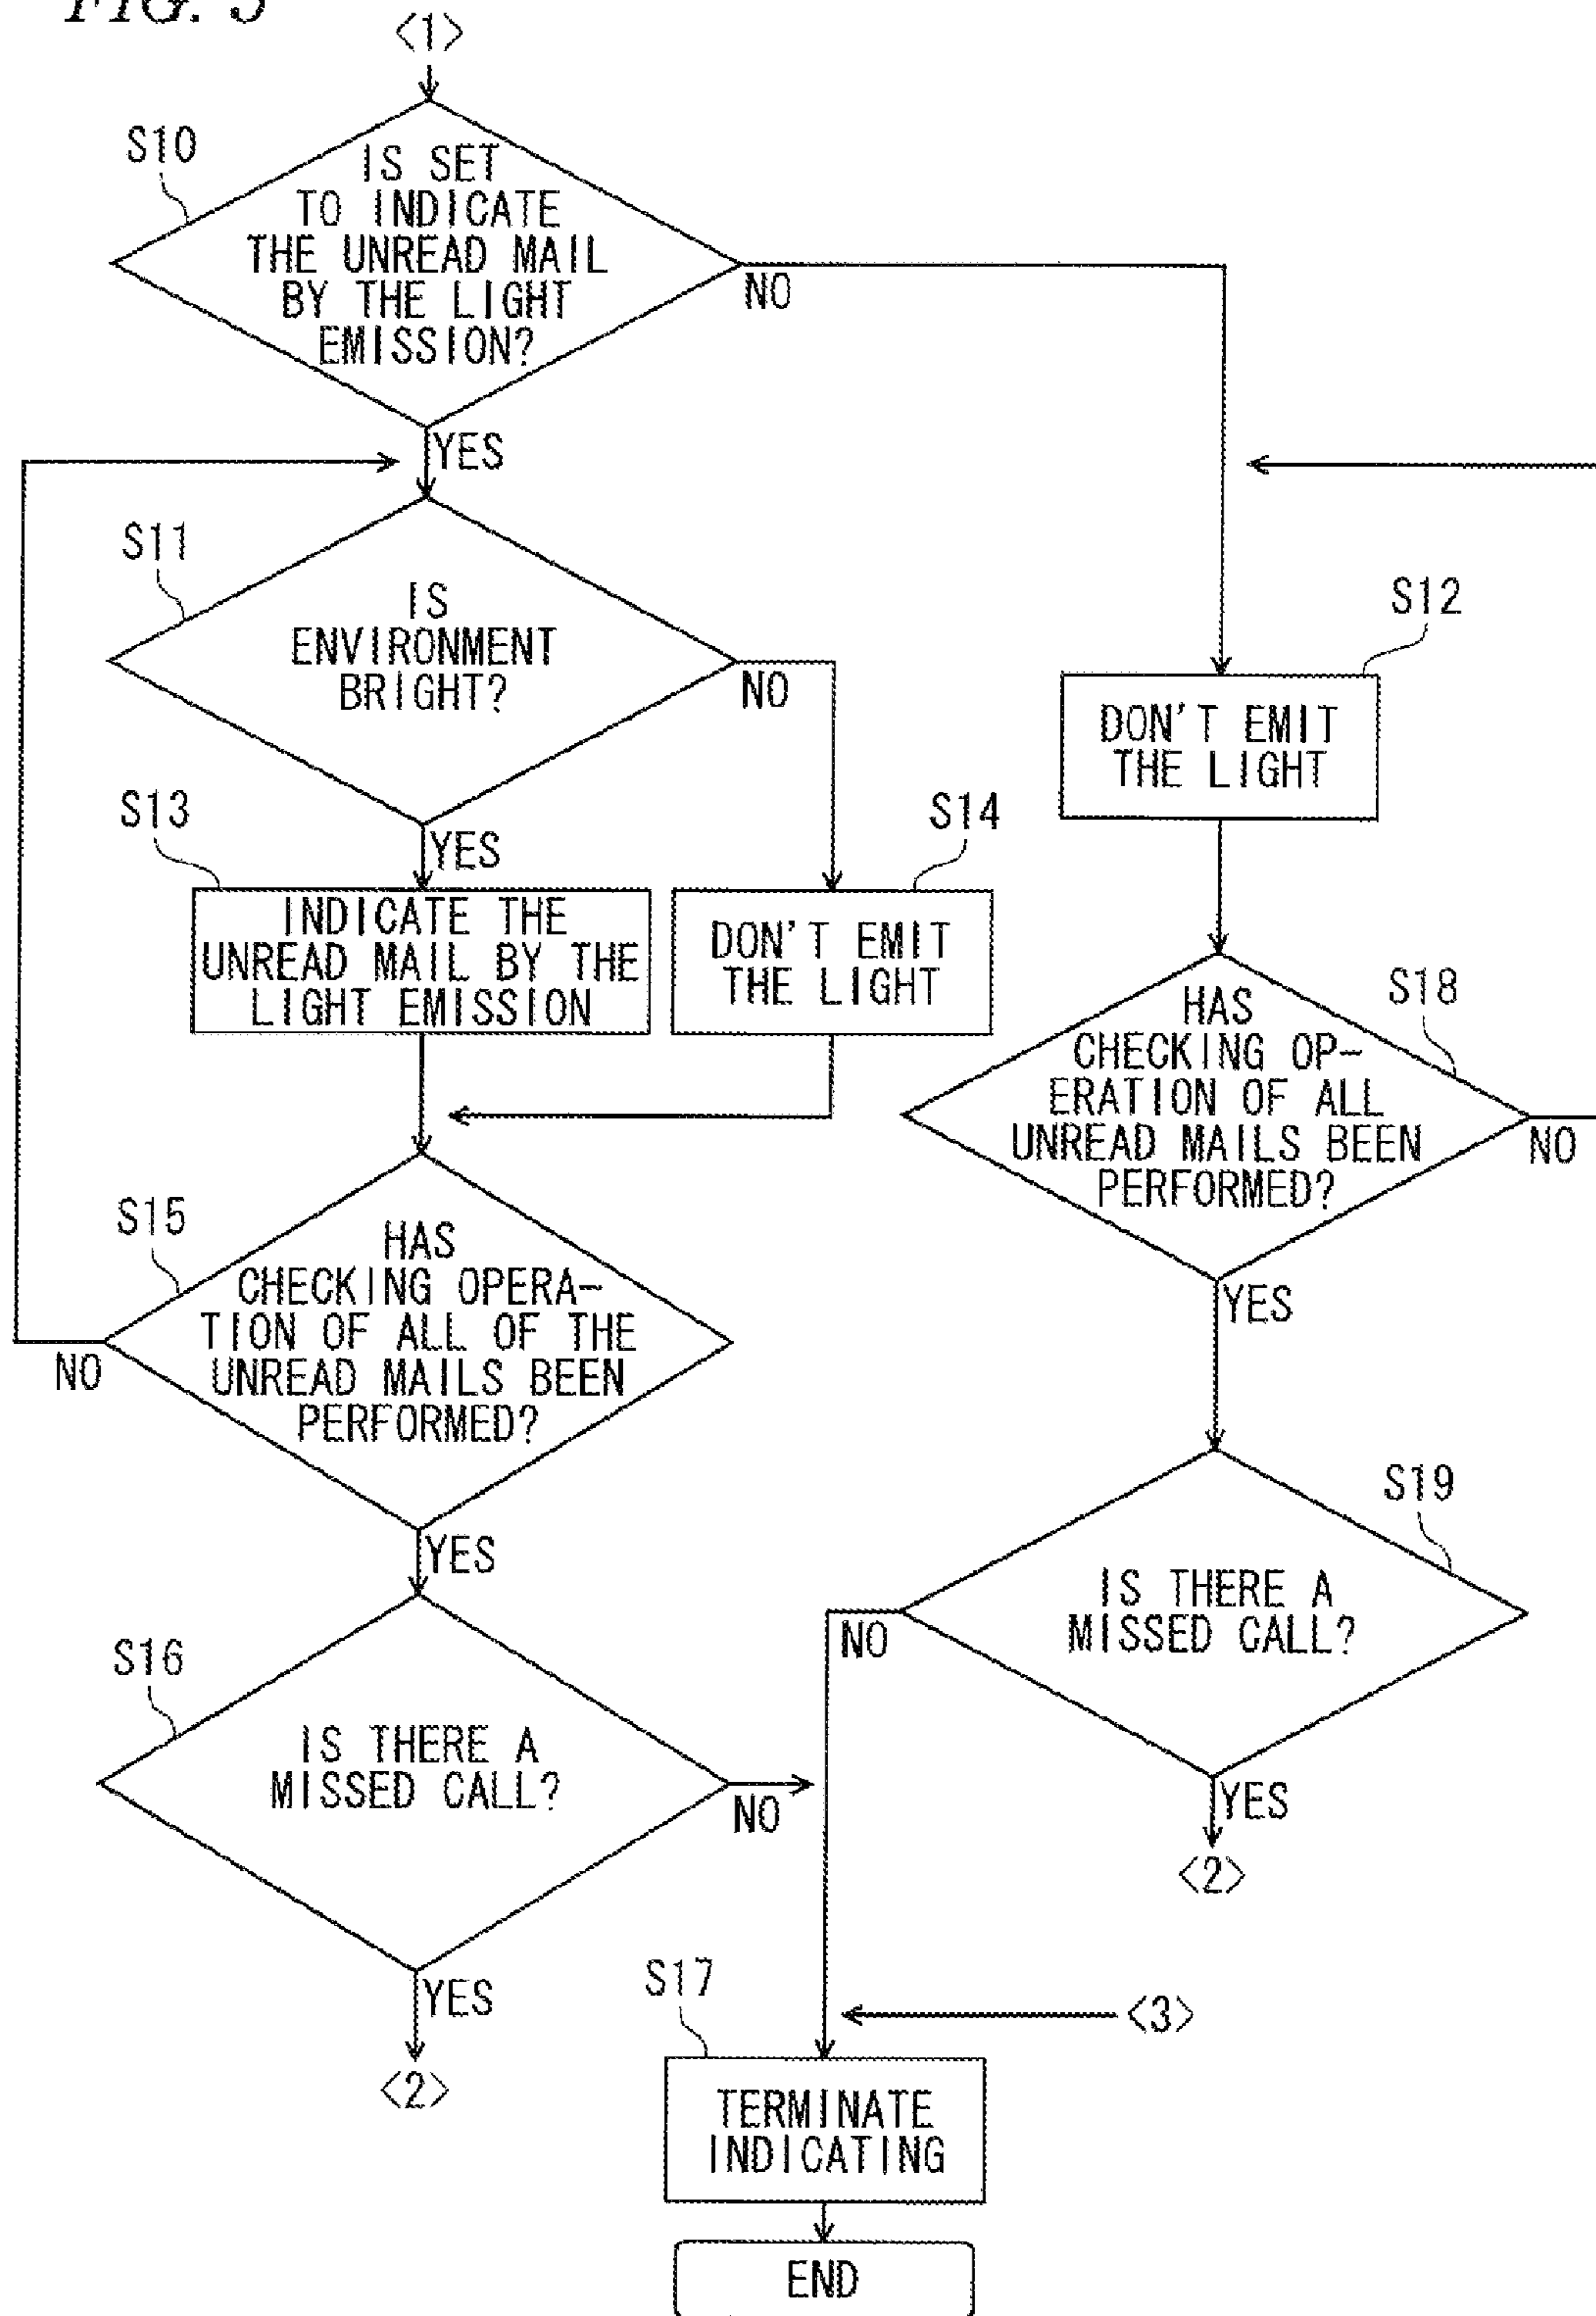 FIG. 5
<1>
S10
IS SET
TO INDICATE
THE UNREAD MAIL
BY THE LIGHT
EMISSION?
NO
YES
S11
IS
ENVIRONMENT
BRIGHT?
NO
YES
S12
DON'T EMIT
THE LIGHT
S13
INDICATE THE
UNREAD MAIL BY THE
LIGHT EMISSION
S14
DON'T EMIT
THE LIGHT
S18
HAS
CHECKING OP-
ERATION OF ALL
UNREAD MAILS BEEN
PERFORMED?
NO
YES
S15
HAS
CHECKING OPERA-
TION OF ALL OF THE
UNREAD MAILS BEEN
PERFORMED?
NO
YES
S19
IS THERE A
MISSED CALL?
NO
YES
<2>
S16
IS THERE A
MISSED CALL?
NO
YES
<2>
S17
<3>
TERMINATE
INDICATING
END